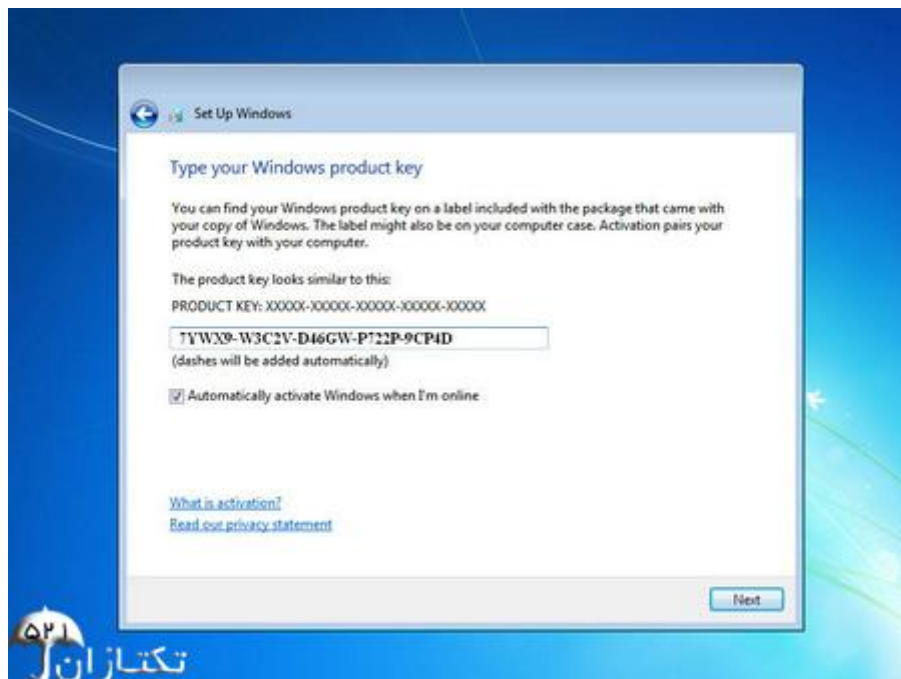 Set Up Windows
Type your Windows product key
You can find your Windows product key on a label included with the package that came with
your copy of Windows. The label might also be on your computer case. Activation pairs your
product key with your computer.
The product key looks similar to this:
PRODUCT KEY: XXXXX-XXXXX-XXXXX-XXXXX-XXXXX
7YWX9-W3C2V-D46GW-P722P-9CP4D
(dashes will be added automatically)
Automatically activate Windows when I'm online
What is activation?
Read our privacy statement
Next
۵۲۱
تکتازان